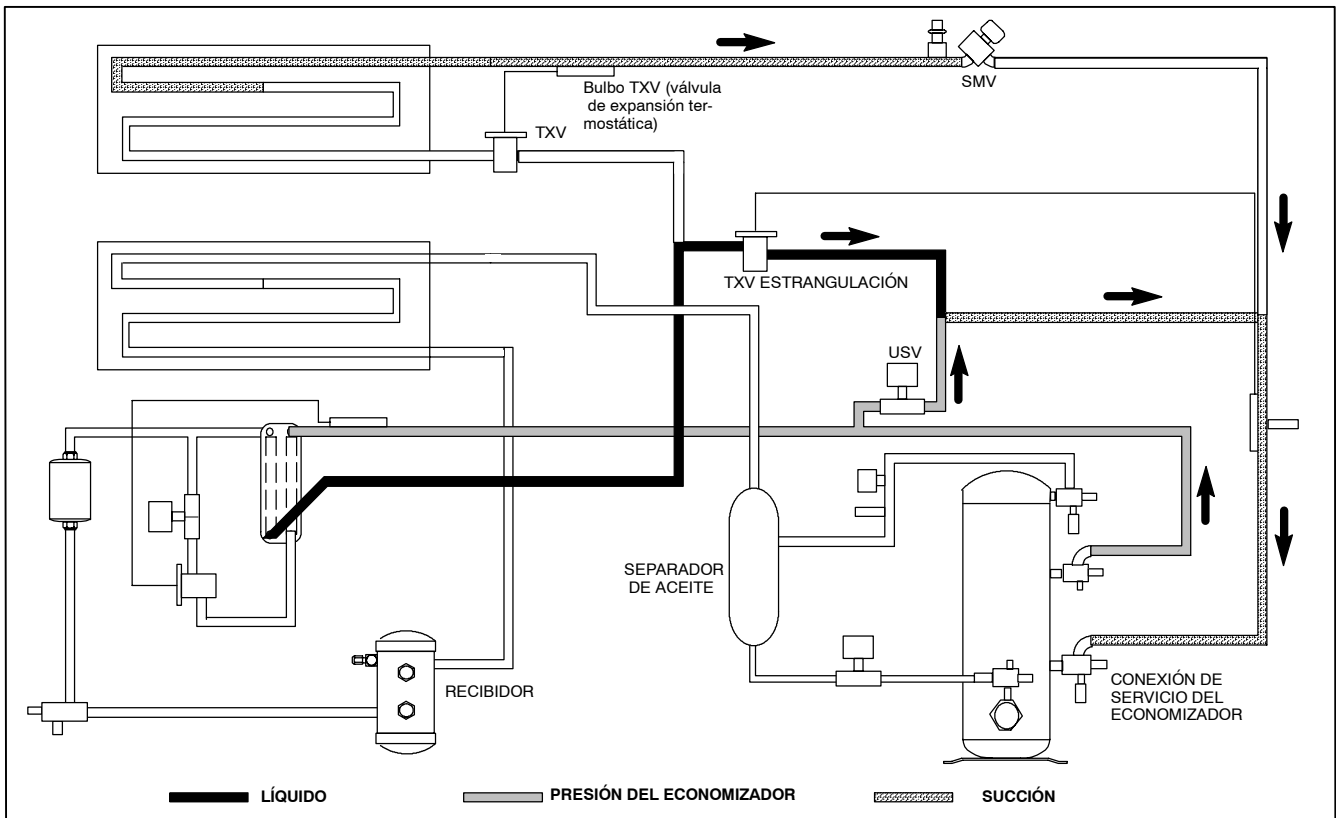 SMV
Bulbo TXV (válvula
de expansión ter-
mostática)
TXV
TXV ESTRANGULACIÓN
USV
SEPARADOR
DE ACEITE
RECIBIDOR
CONEXIÓN DE
SERVICIO DEL
ECONOMIZADOR
LÍQUIDO
PRESIÓN DEL ECONOMIZADOR
SUCCIÓN